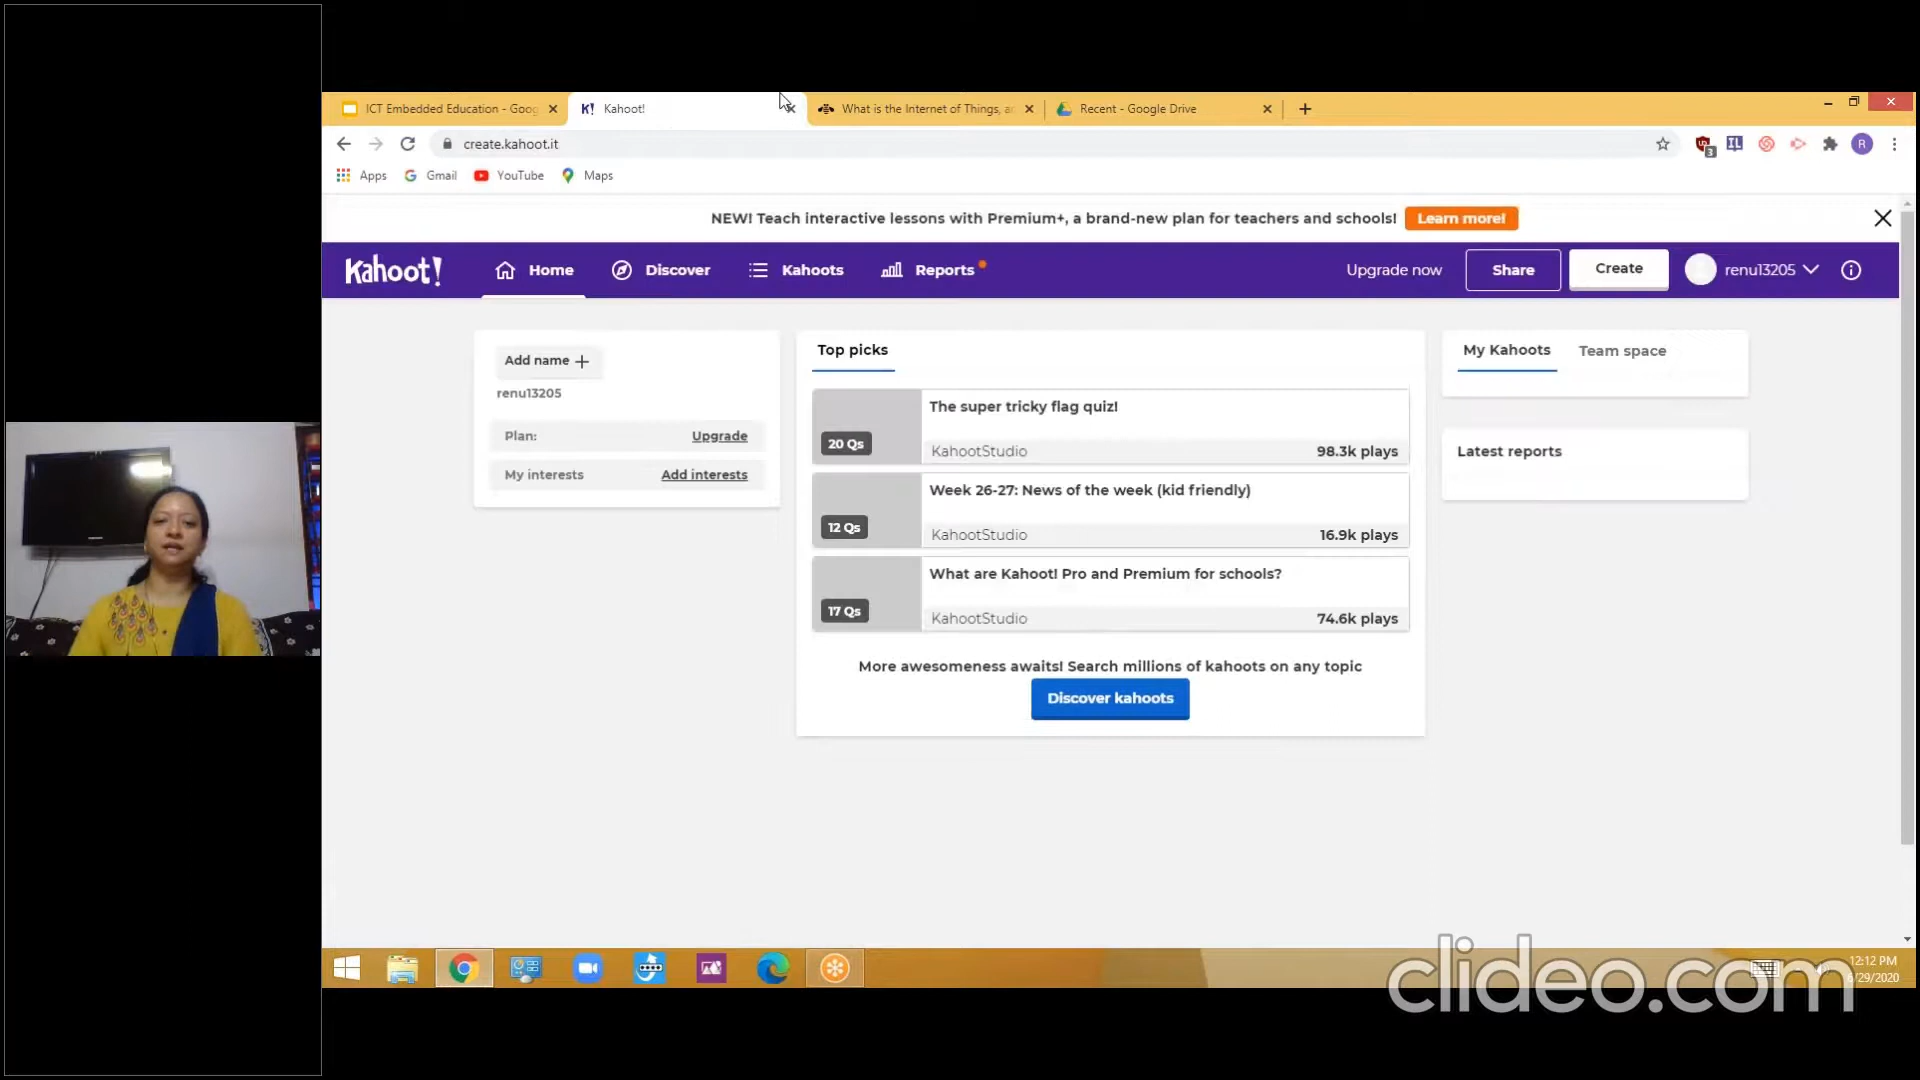 ICT Embedded Education - Goog
Kahoot!
What is the Internet of Things, a
Recent - Google Drive
create.kahoot.it
3
R
Apps
Gmail
YouTube
Maps
NEW! Teach interactive lessons with Premium+, a brand-new plan for teachers and schools! Learn more!
Kahoot!
Home
Discover
Kahoots
Reports
Upgrade now
Share
Create
renu13205
Add name +
renu13205
Plan: Upgrade
My interests Add interests
Top picks
The super tricky flag quiz!
20 Qs
KahootStudio 98.3k plays
Week 26-27: News of the week (kid friendly)
12 Qs
KahootStudio 16.9k plays
What are Kahoot! Pro and Premium for schools?
17 Qs
KahootStudio 74.6k plays
More awesomeness awaits! Search millions of kahoots on any topic
Discover kahoots
My Kahoots Team space
Latest reports
12:12 PM
6/29/2020
clideo.com